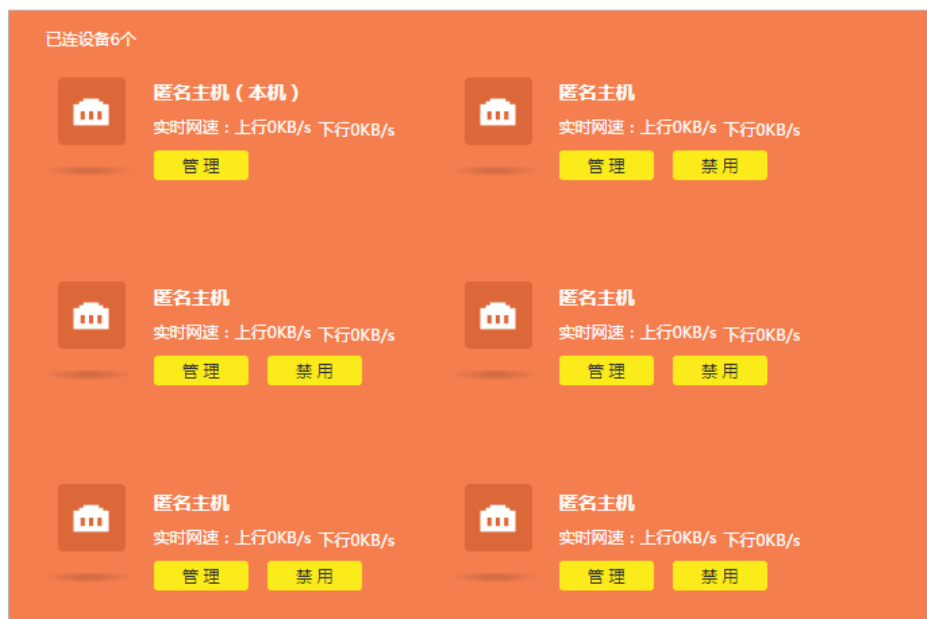 已连设备6个
匿名主机(本机)
实时网速:上行0KB/s 下行0KB/s
管 理
匿名主机
实时网速:上行0KB/s 下行0KB/s
管 理 禁 用
匿名主机
实时网速:上行0KB/s 下行0KB/s
管 理 禁 用
匿名主机
实时网速:上行0KB/s 下行0KB/s
管 理 禁 用
匿名主机
实时网速:上行0KB/s 下行0KB/s
管 理 禁 用
匿名主机
实时网速:上行0KB/s 下行0KB/s
管 理 禁 用